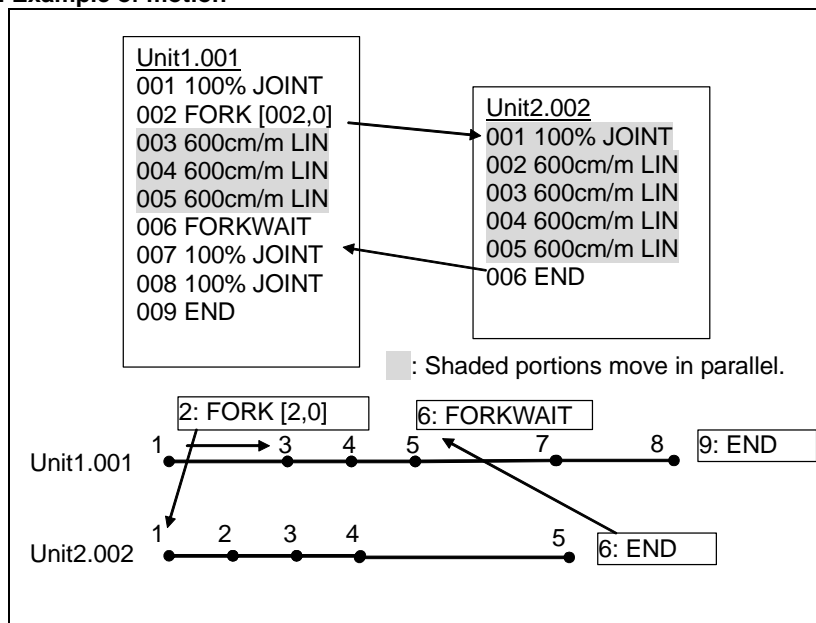 Example of motion
Unit1.001
001 100% JOINT
002 FORK [002,0]
003 600cm/m LIN
004 600cm/m LIN
005 600cm/m LIN
006 FORKWAIT
007 100% JOINT
008 100% JOINT
009 END
Unit2.002
001 100% JOINT
002 600cm/m LIN
003 600cm/m LIN
004 600cm/m LIN
005 600cm/m LIN
006 END
: Shaded portions move in parallel.
2: FORK [2,0]
6: FORKWAIT
1 3 4 5 7 8
9: END
Unit1.001
1 2 3 4 5
6: END
Unit2.002